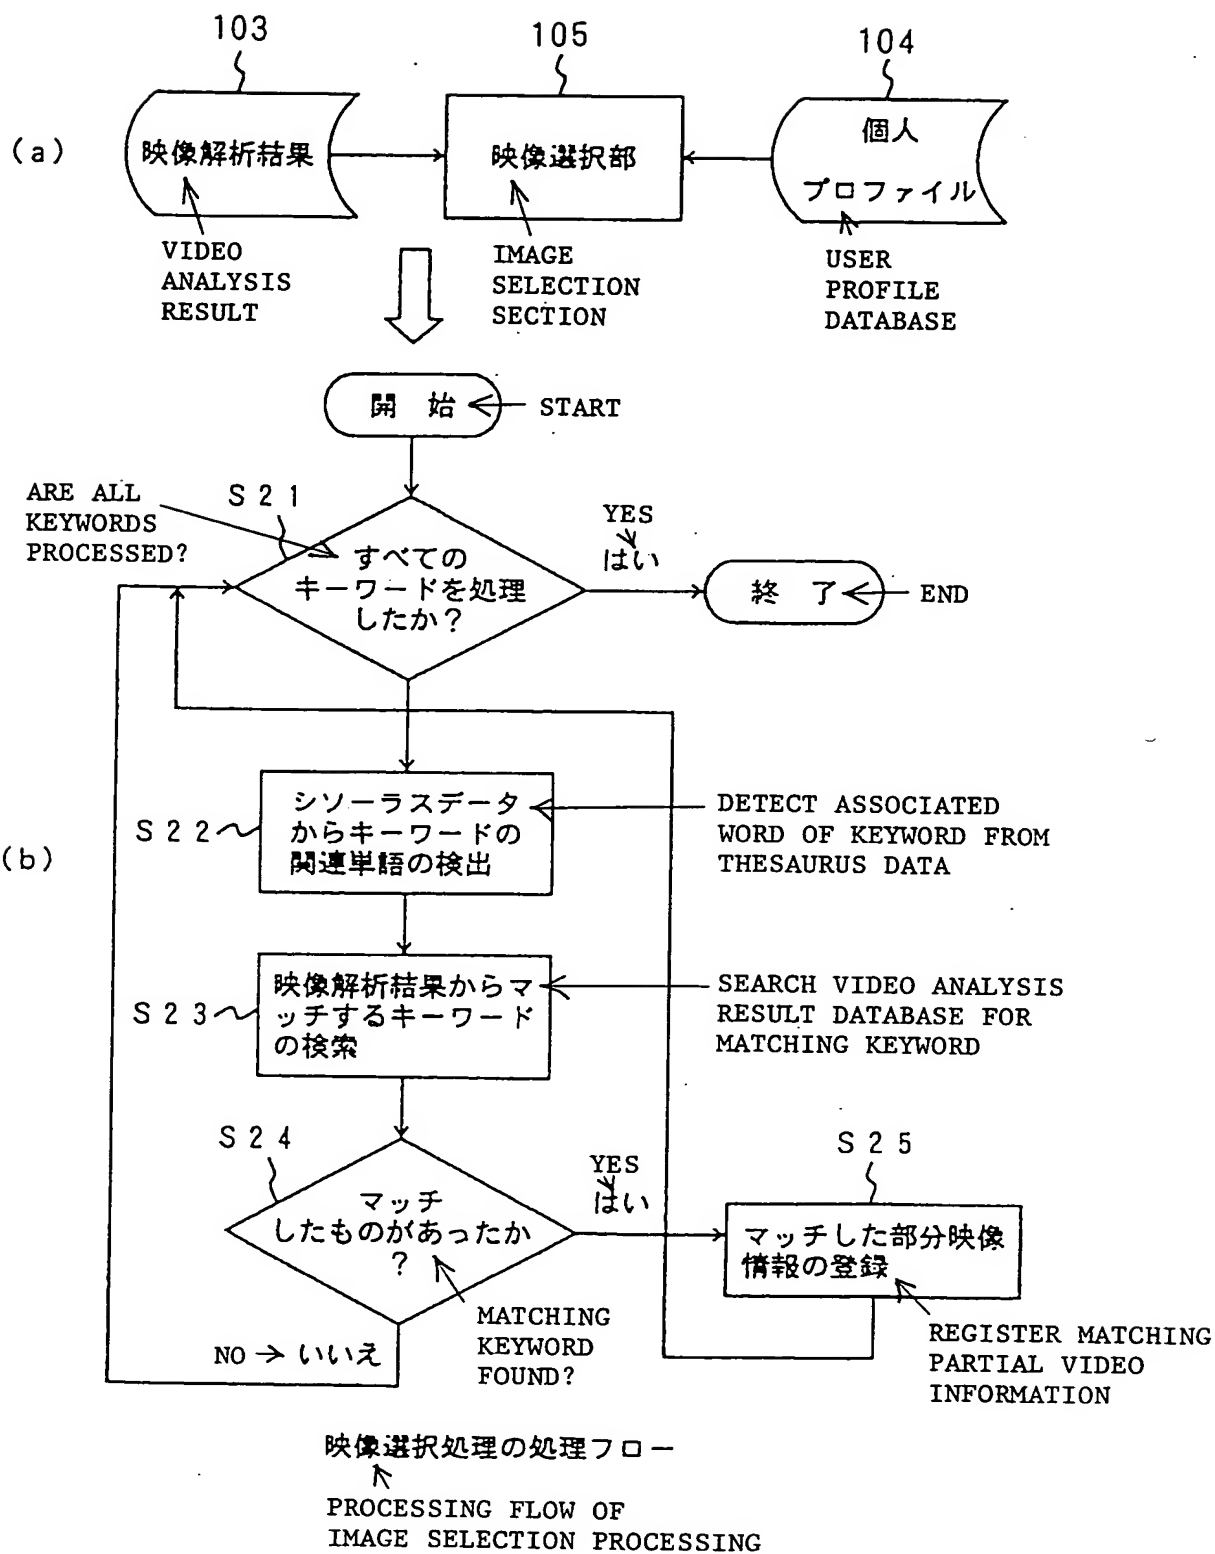 103
105
104
(a)
映像解析結果
映像選択部
個人
プロファイル
VIDEO
ANALYSIS
RESULT
IMAGE
SELECTION
SECTION
USER
PROFILE
DATABASE
開 始
START
ARE ALL
KEYWORDS
PROCESSED?
S21
すべての
キーワードを処理
したか?
YES
はい
終 了
END
(b)
S22
シソーラスデータ
からキーワードの
関連単語の検出
DETECT ASSOCIATED
WORD OF KEYWORD FROM
THESAURUS DATA
S23
映像解析結果からマ
ッチするキーワード
の検索
SEARCH VIDEO ANALYSIS
RESULT DATABASE FOR
MATCHING KEYWORD
S24
マッチ
したものがあったか
?
YES
はい
S25
マッチした部分映像
情報の登録
MATCHING
KEYWORD
FOUND?
NO → いいえ
REGISTER MATCHING
PARTIAL VIDEO
INFORMATION
映像選択処理の処理フロー
PROCESSING FLOW OF
IMAGE SELECTION PROCESSING